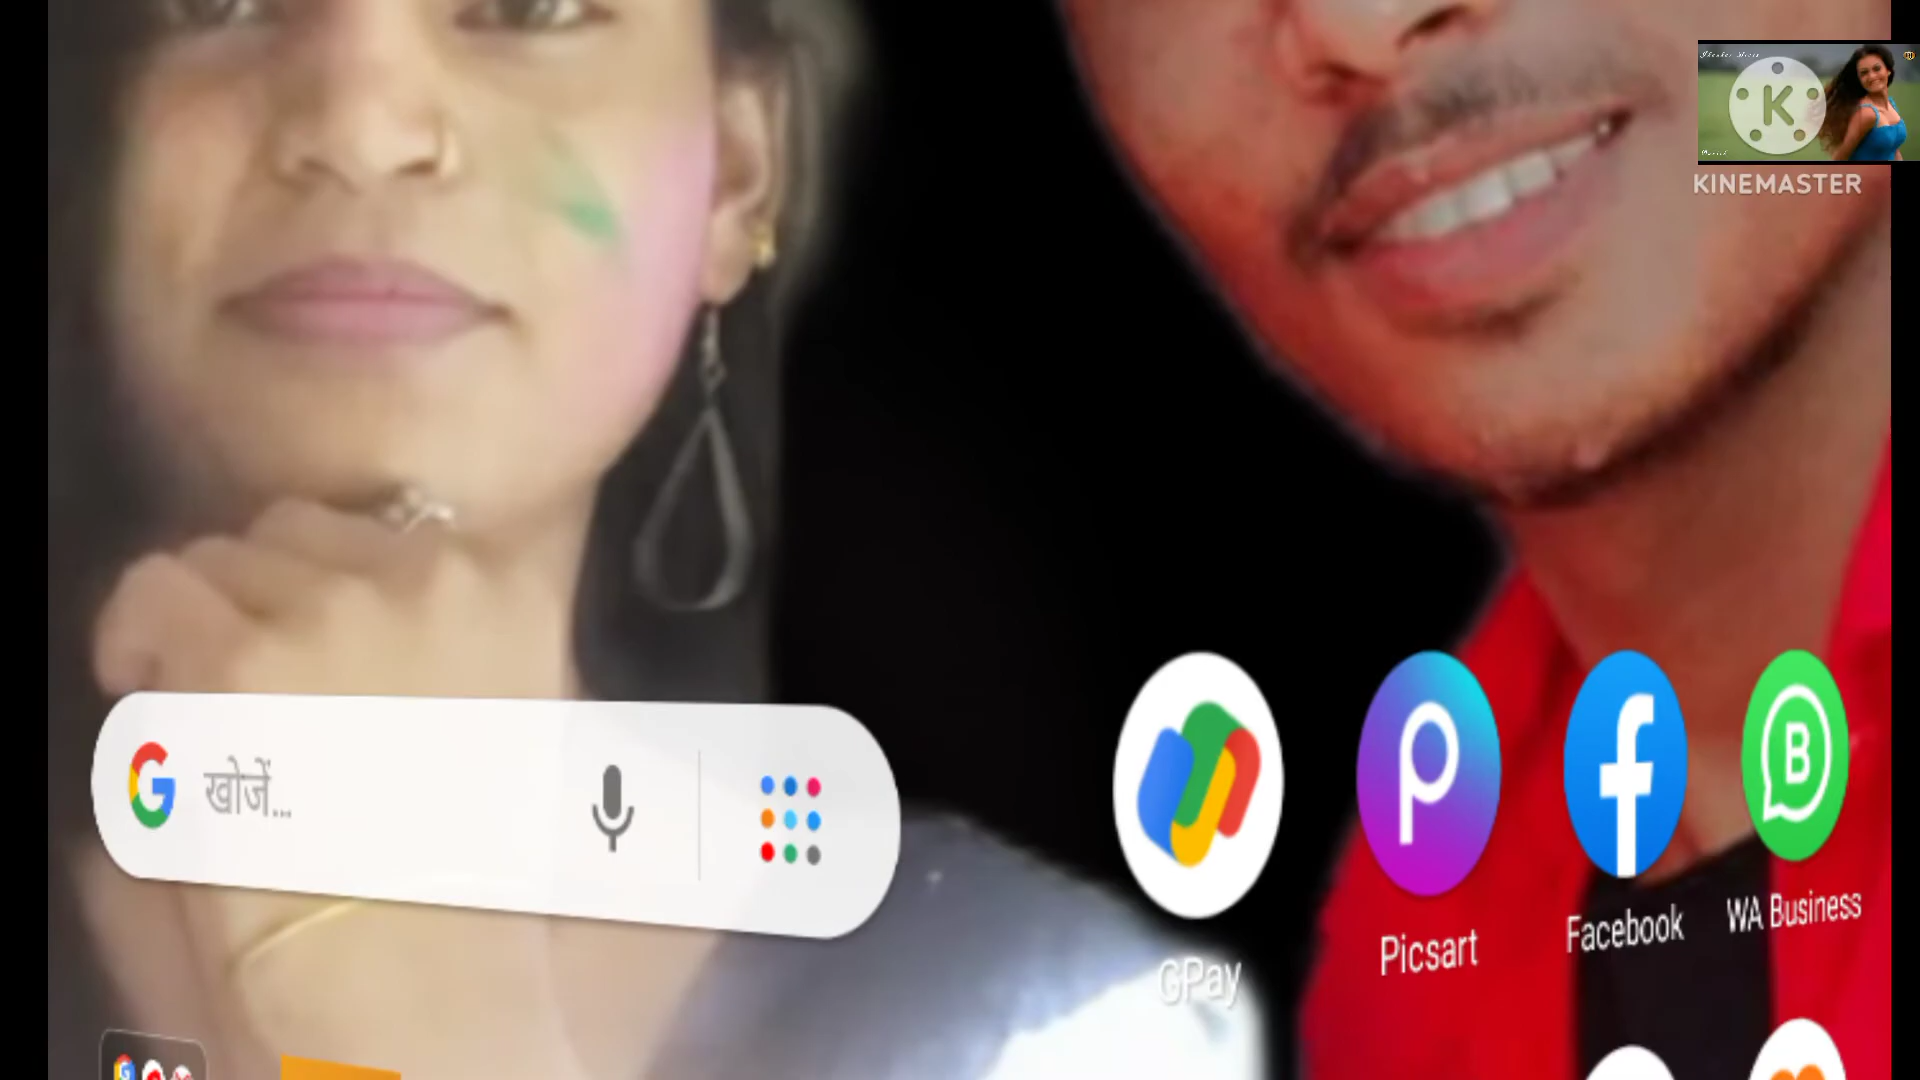 KINEMASTER
खोजें...
GPay
Picsart
Facebook
WA Business